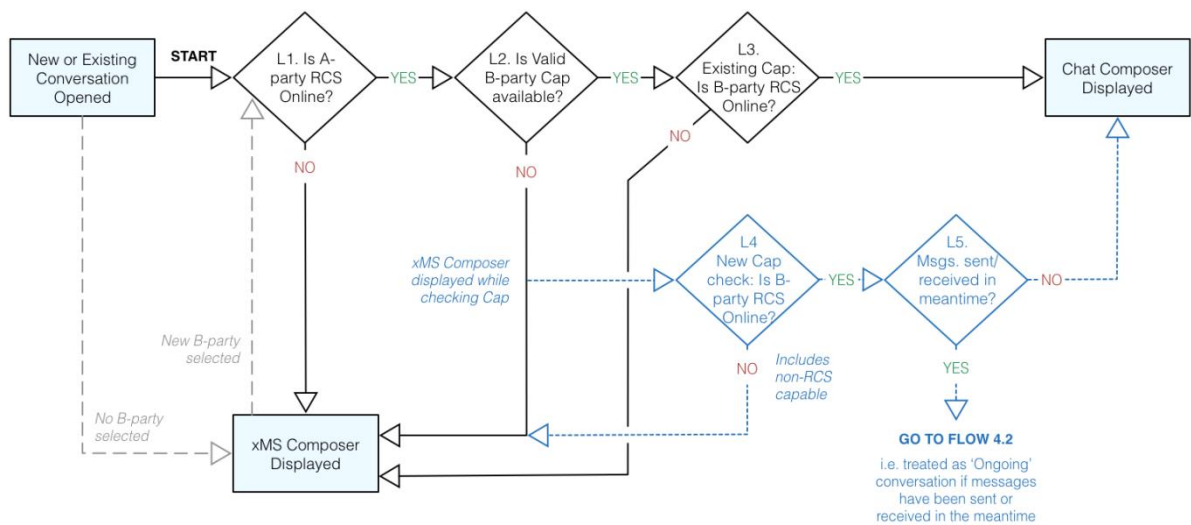 New or Existing
Conversation
Opened
START
L1. Is A-
party RCS
Online?
YES
L2. Is Valid
B-party Cap
available?
YES
L3.
Existing Cap:
Is B-party RCS
Online?
YES
Chat Composer
Displayed
NO
NO
NO
xMS Composer
displayed while
checking Cap
L4
New Cap
check: Is B-
party RCS
Online?
YES
L5.
Msgs. sent/
received in
meantime?
NO
New B-party
selected
NO
Includes
non-RCS
capable
YES
No B-party
selected
xMS Composer
Displayed
GO TO FLOW 4.2
i.e. treated as 'Ongoing'
conversation if messages
have been sent or
received in the meantime